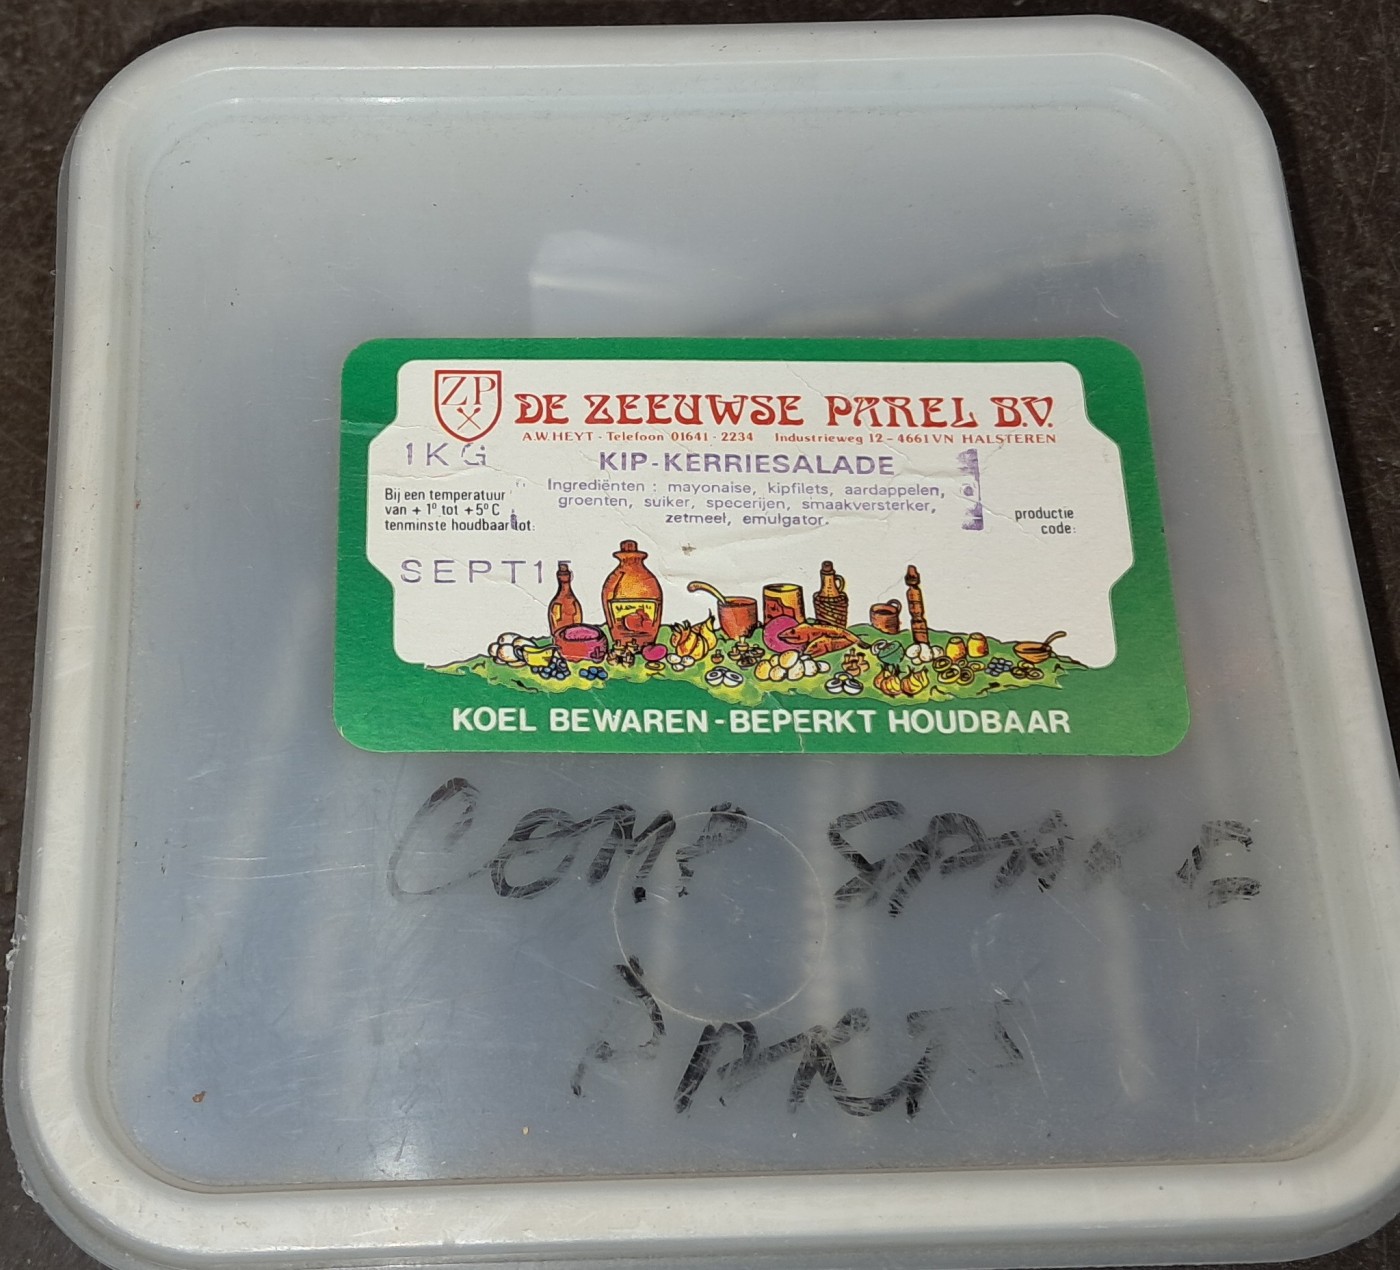 ZP
DE ZEEUWSE PAREL B.V.
A.W. HEYT - Telefoon 01641 - 2234 Industrieweg 12 - 4661 VN HALSTEREN
1KG
KIP-KERRIESALADE
Ingrediënten : mayonaise, kipfilets, aardappelen,
groenten, suiker, specerijen, smaakversterker,
zetmeel, emulgator.
Bij een temperatuur
van + 1° tot + 5° C
tenminste houdbaar tot:
productie
code:
SEPT15
KOEL BEWAREN - BEPERKT HOUDBAAR
COMP SPARE
PARTS